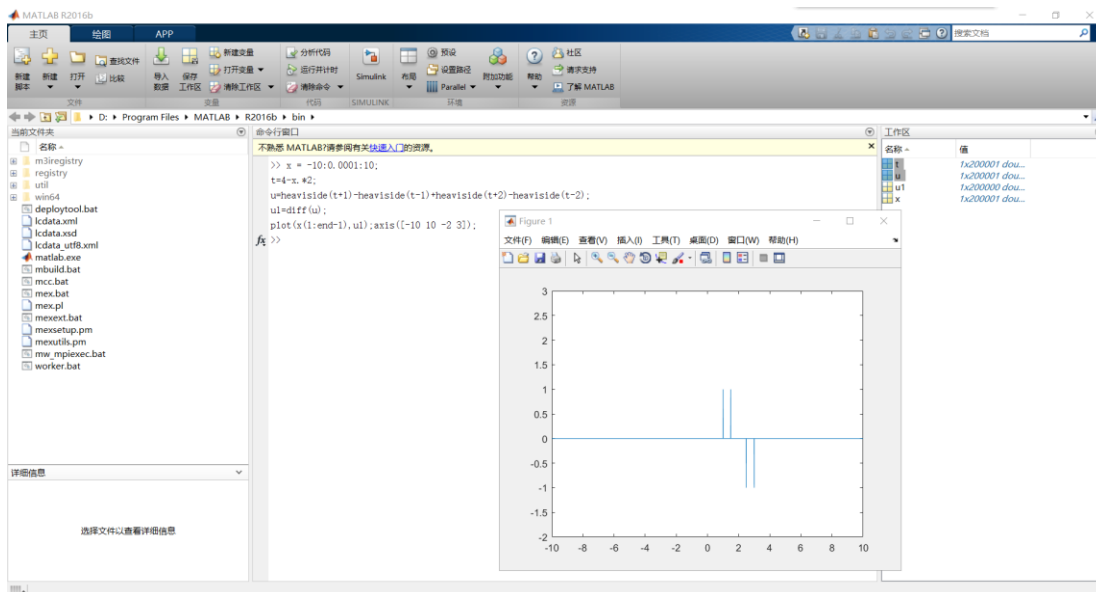 MATLAB R2016b
主页 绘图 APP
搜索文档
新建脚本 新建 打开 查找文件 比较
导入数据 保存工作区 新建变量 打开变量 清除工作区
分析代码 运行并计时 清除命令
Simulink
布局 预设 设置路径 Parallel
附加功能 帮助 社区 请求支持 了解 MATLAB
文件 变量 代码 SIMULINK 环境 资源
D: Program Files MATLAB R2016b bin
当前文件夹
名称
m3iregistry
registry
util
win64
deploytool.bat
lcdata.xml
lcdata.xsd
lcdata_utf8.xml
matlab.exe
mbuild.bat
mcc.bat
mex.bat
mex.pl
mexext.bat
mexsetup.pm
mexutils.pm
mw_mpiexec.bat
worker.bat
详细信息
选择文件以查看详细信息
命令行窗口
不熟悉 MATLAB?请参阅有关快速入门的资源。
>> x = -10:0.0001:10;
t=4-x.*2;
u=heaviside(t+1)-heaviside(t-1)+heaviside(t+2)-heaviside(t-2);
u1=diff(u);
plot(x(1:end-1),u1);axis([-10 10 -2 3]);
fx >>
工作区
名称 值
t 1x200001 dou...
u 1x200001 dou...
u1 1x200000 dou...
x 1x200001 dou...
Figure 1
文件(F) 编辑(E) 查看(V) 插入(I) 工具(T) 桌面(D) 窗口(W) 帮助(H)
3
2.5
2
1.5
1
0.5
0
-0.5
-1
-1.5
-2
-10 -8 -6 -4 -2 0 2 4 6 8 10